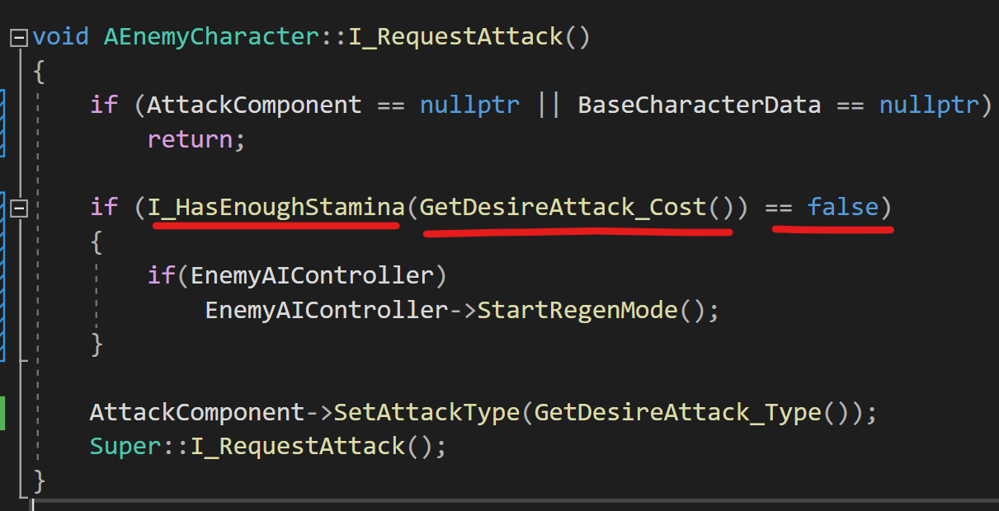 void AEnemyCharacter::I_RequestAttack()
{
if (AttackComponent == nullptr || BaseCharacterData == nullptr)
return;
if (I_HasEnoughStamina(GetDesireAttack_Cost()) == false)
{
if(EnemyAIController)
EnemyAIController->StartRegenMode();
}
AttackComponent->SetAttackType(GetDesireAttack_Type());
Super::I_RequestAttack();
}